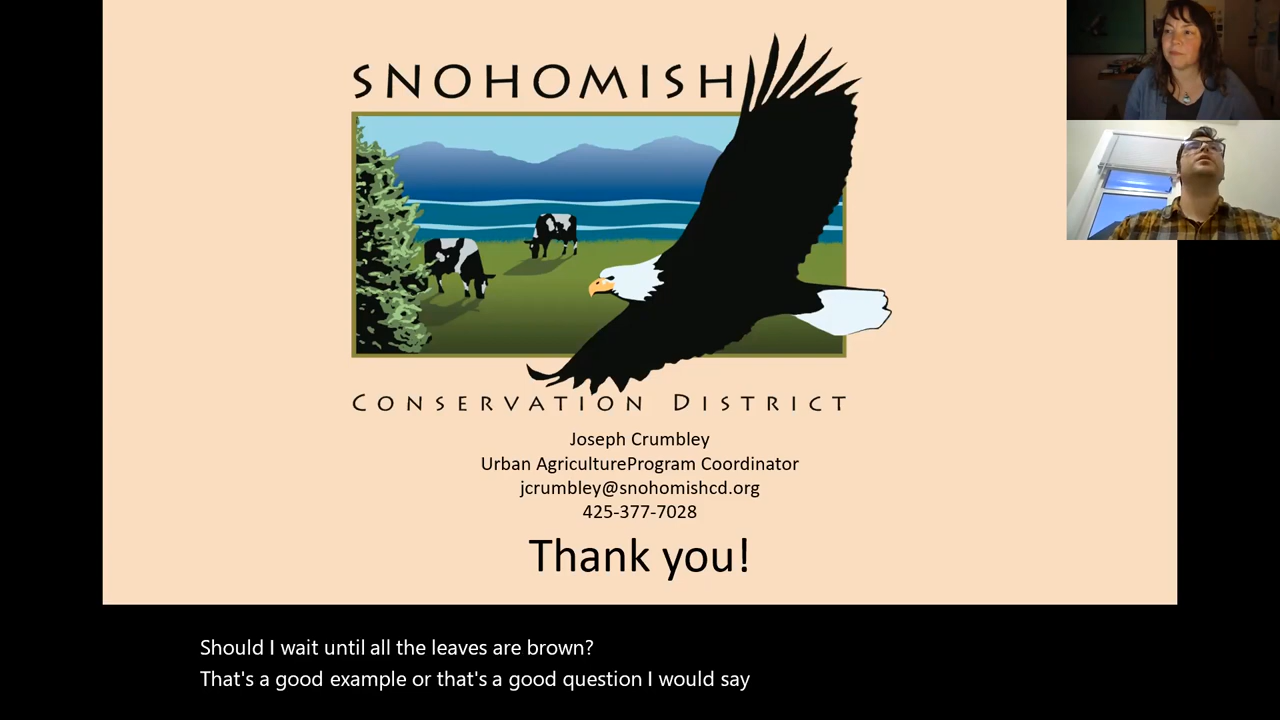 SNOHOMISH
CONSERVATION DISTRICT
Joseph Crumbley
Urban AgricultureProgram Coordinator
jcrumbley@snohomishcd.org
425-377-7028
Thank you!
Should I wait until all the leaves are brown?
That's a good example or that's a good question I would say